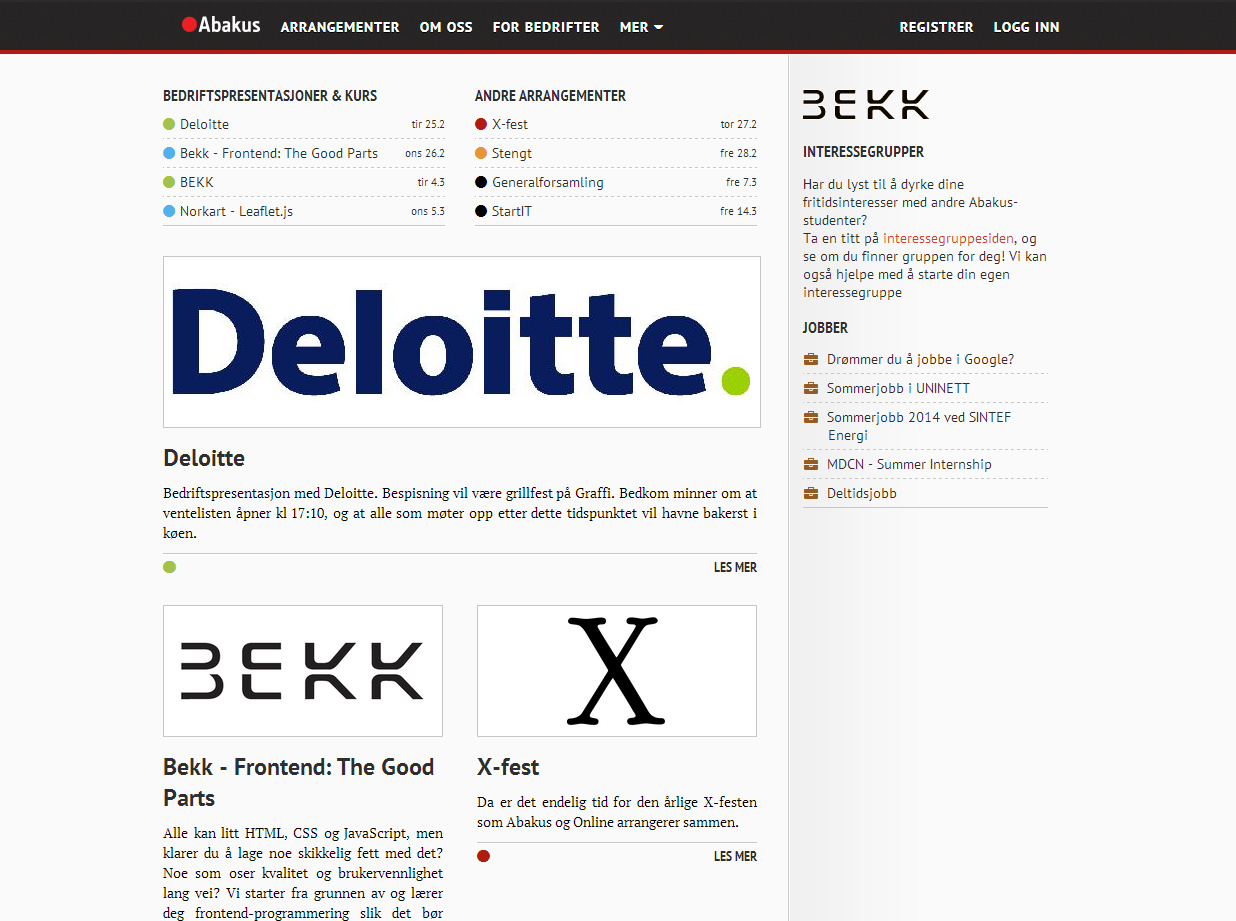 Abakus ARRANGEMENTER OM OSS FOR BEDRIFTER MER REGISTRER LOGG INN
BEDRIFTSPRESENTASJONER & KURS
Deloitte tir 25.2
Bekk - Frontend: The Good Parts ons 26.2
BEKK tir 4.3
Norkart - Leaflet.js ons 5.3
ANDRE ARRANGEMENTER
X-fest tor 27.2
Stengt fre 28.2
Generalforsamling fre 7.3
StartIT fre 14.3
Deloitte.
Deloitte
Bedriftspresentasjon med Deloitte. Bespisning vil være grillfest på Graffi. Bedkom minner om at
ventelisten åpner kl 17:10, og at alle som møter opp etter dette tidspunktet vil havne bakerst i
køen.
LES MER
BEKK
Bekk - Frontend: The Good
Parts
Alle kan litt HTML, CSS og JavaScript, men
klarer du å lage noe skikkelig fett med det?
Noe som oser kvalitet og brukervennlighet
lang vei? Vi starter fra grunnen av og lærer
deg frontend-programmering slik det bør
X
X-fest
Da er det endelig tid for den årlige X-festen
som Abakus og Online arrangerer sammen.
LES MER
BEKK
INTERESSEGRUPPER
Har du lyst til å dyrke dine
fritidsinteresser med andre Abakus-
studenter?
Ta en titt på interessegruppesiden, og
se om du finner gruppen for deg! Vi kan
også hjelpe med å starte din egen
interessegruppe
JOBBER
Drømmer du å jobbe i Google?
Sommerjobb i UNINETT
Sommerjobb 2014 ved SINTEF
Energi
MDCN - Summer Internship
Deltidsjobb